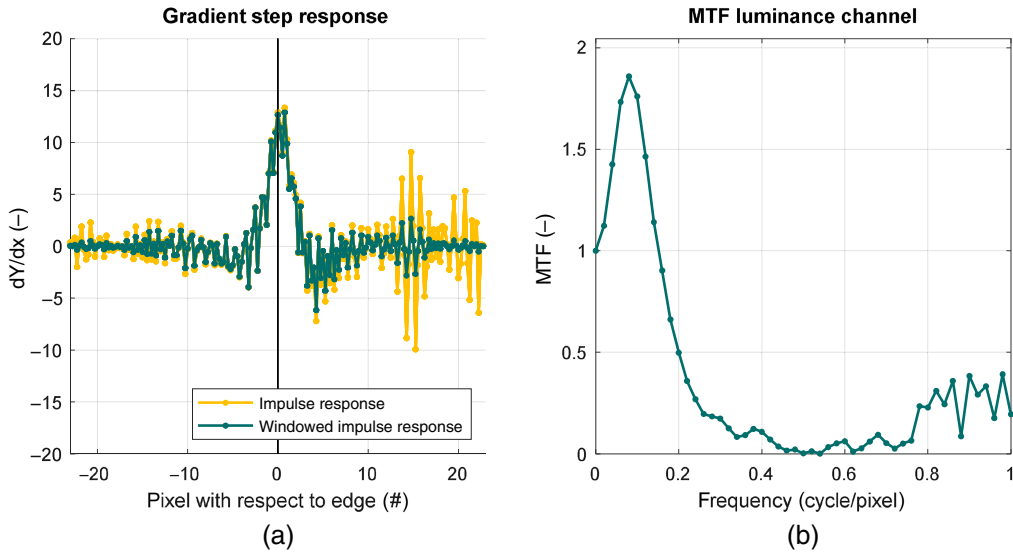 Gradient step response
20
15
10
5
0
–5
–10
–15
–20
dY/dx (–)
Impulse response
Windowed impulse response
–20 –10 0 10 20
Pixel with respect to edge (#)
(a)
MTF luminance channel
2
1.5
1
0.5
0
MTF (–)
0 0.2 0.4 0.6 0.8 1
Frequency (cycle/pixel)
(b)